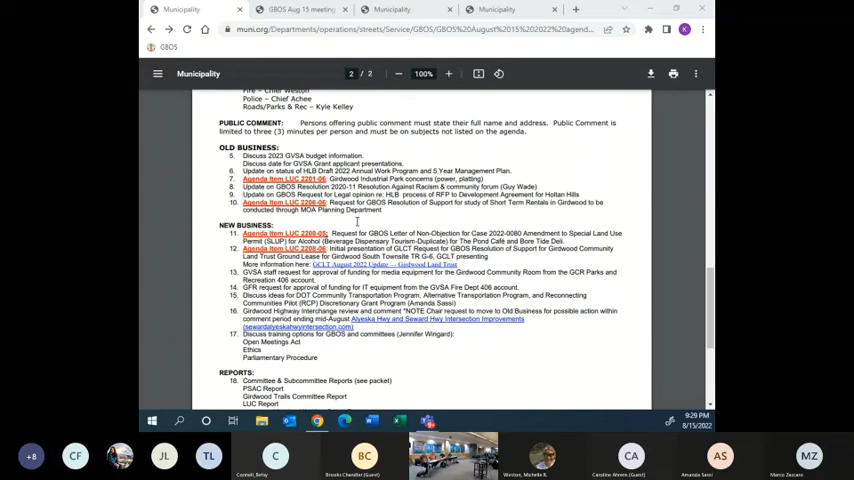 Municipality
GBOS Aug 15 meeting
Municipality
Municipality
muni.org/Departments/operations/streets/Service/GBOS/GBOS%20August%2015%202022%20agend...
K
GBOS
Municipality
2 / 2
100%
Fire – Chief Weston
Police – Chief Achee
Roads/Parks & Rec – Kyle Kelley
PUBLIC COMMENT: Persons offering public comment must state their full name and address. Public Comment is
limited to three (3) minutes per person and must be on subjects not listed on the agenda.
OLD BUSINESS:
5. Discuss 2023 GVSA budget information.
Discuss date for GVSA Grant applicant presentations.
6. Update on status of HLB Draft 2022 Annual Work Program and 5 Year Management Plan.
7. Agenda Item LUC 2201-06: Girdwood Industrial Park concerns (power, platting)
8. Update on GBOS Resolution 2020-11 Resolution Against Racism & community forum (Guy Wade)
9. Update on GBOS Request for Legal opinion re: HLB process of RFP to Development Agreement for Holtan Hills
10. Agenda Item LUC 2206-06: Request for GBOS Resolution of Support for study of Short Term Rentals in Girdwood to be
conducted through MOA Planning Department
NEW BUSINESS:
11. Agenda Item LUC 2208-05: Request for GBOS Letter of Non-Objection for Case 2022-0080 Amendment to Special Land Use
Permit (SLUP) for Alcohol (Beverage Dispensary Tourism-Duplicate) for The Pond Café and Bore Tide Deli.
12. Agenda Item LUC 2208-06: Initial presentation of GLCT Request for GBOS Resolution of Support for Girdwood Community
Land Trust Ground Lease for Girdwood South Townsite TR G-6, GCLT presenting
More information here: GCLT August 2022 Update — Girdwood Land Trust
13. GVSA staff request for approval of funding for media equipment for the Girdwood Community Room from the GCR Parks and
Recreation 406 account.
14. GFR request for approval of funding for IT equipment from the GVSA Fire Dept 406 account.
15. Discuss ideas for DOT Community Transportation Program, Alternative Transportation Program, and Reconnecting
Communities Pilot (RCP) Discretionary Grant Program (Amanda Sassi)
16. Girdwood Highway Interchange review and comment *NOTE Chair request to move to Old Business for possible action within
comment period ending mid-August Alyeska Hwy and Seward Hwy Intersection Improvements
(sewardalyeskahwyintersection.com)
17. Discuss training options for GBOS and committees (Jennifer Wingard):
Open Meetings Act
Ethics
Parliamentary Procedure
REPORTS:
18. Committee & Subcommittee Reports (see packet)
PSAC Report
Girdwood Trails Committee Report
LUC Report
9:29 PM
8/15/2022
+8
CF
JL
TL
C
Cornell, Betsy
BC
Brooks Chandler (Guest)
Weston, Michelle R.
CA
Caroline Ahrens (Guest)
AS
Amanda Sassi
MZ
Marco Zaccaro